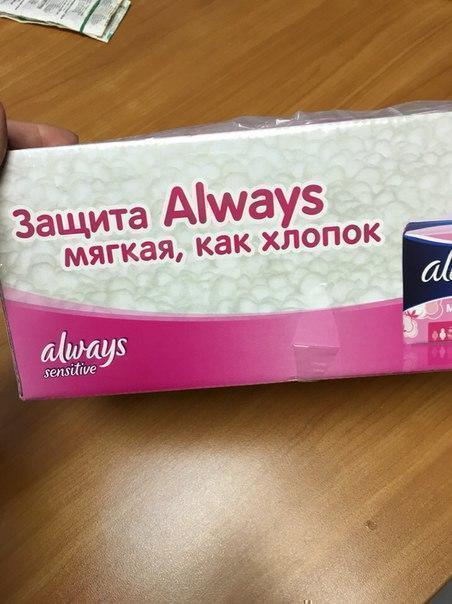 Защита Always
мягкая, как хлопок
always
sensitive